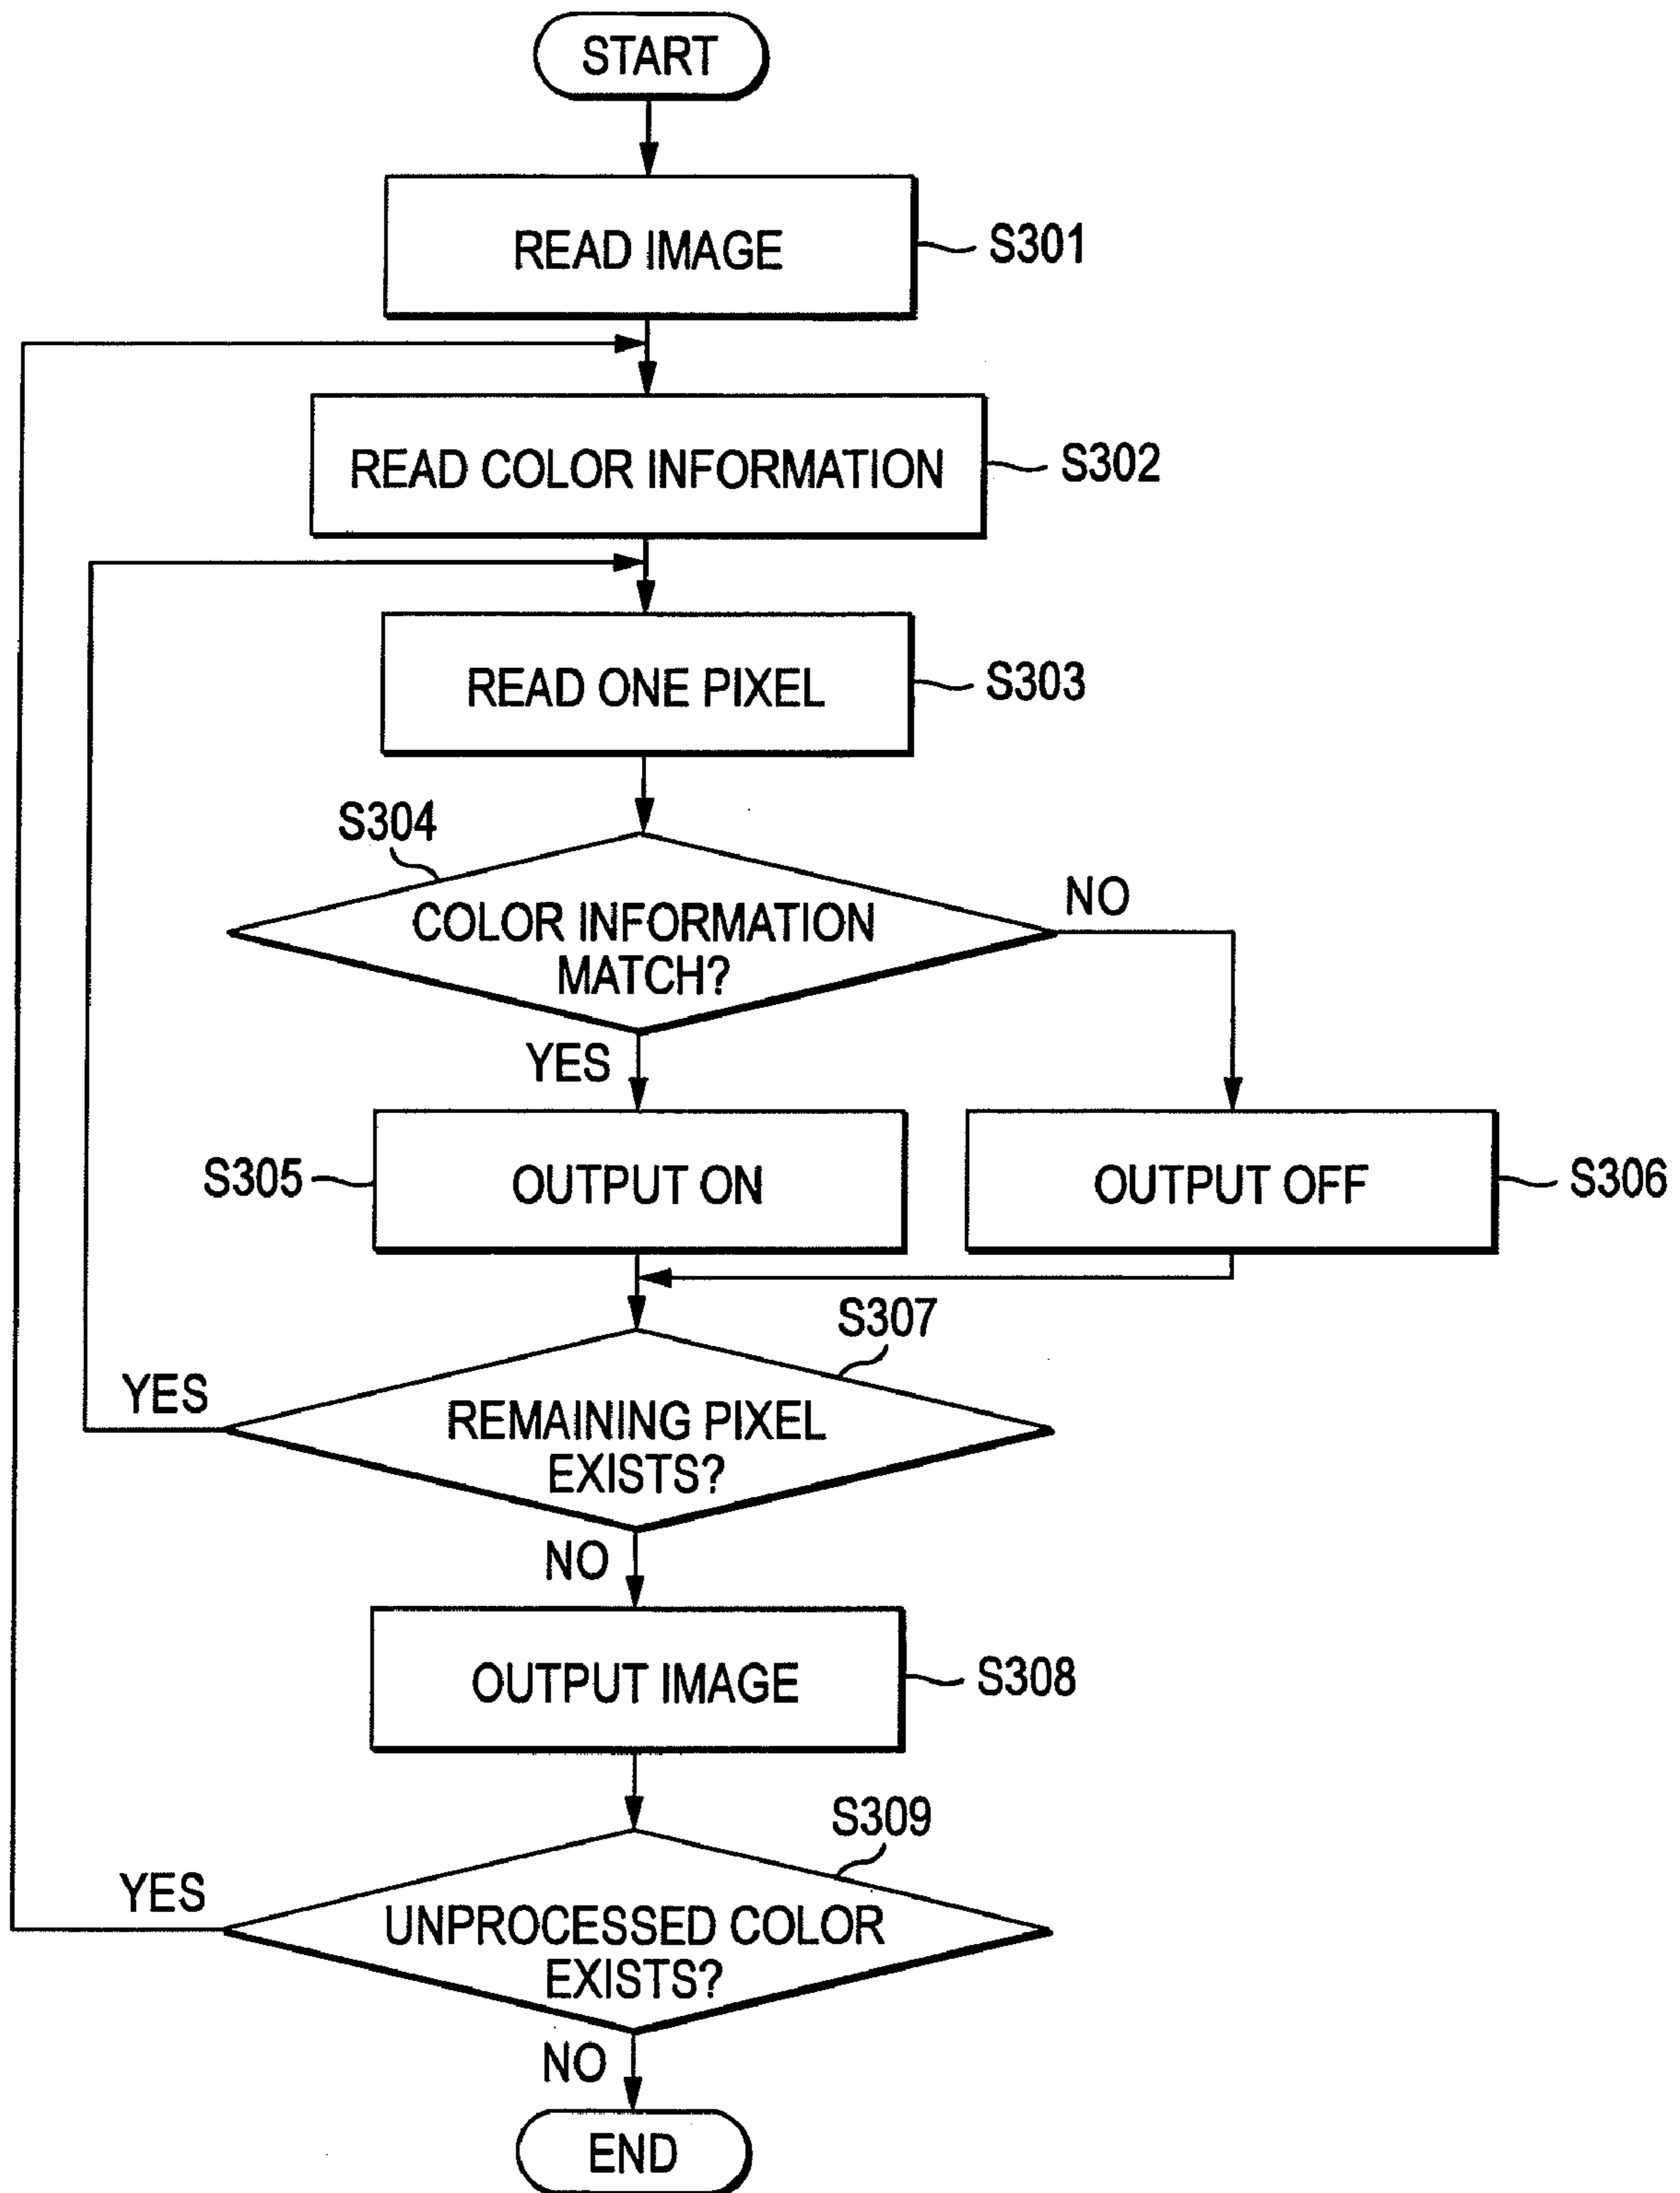 START
READ IMAGE
S301
READ COLOR INFORMATION
S302
READ ONE PIXEL
S303
S304
COLOR INFORMATION
MATCH?
NO
YES
S305
OUTPUT ON
OUTPUT OFF
S306
S307
YES
REMAINING PIXEL
EXISTS?
NO
OUTPUT IMAGE
S308
S309
YES
UNPROCESSED COLOR
EXISTS?
NO
END